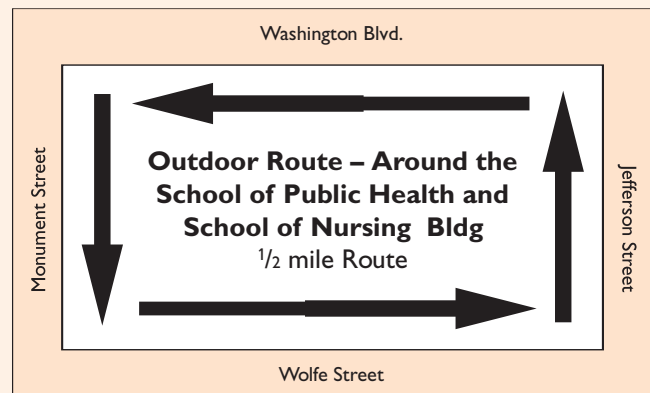 Washington Blvd.
Monument Street
Outdoor Route – Around the
School of Public Health and
School of Nursing Bldg
1/2 mile Route
Jefferson Street
Wolfe Street